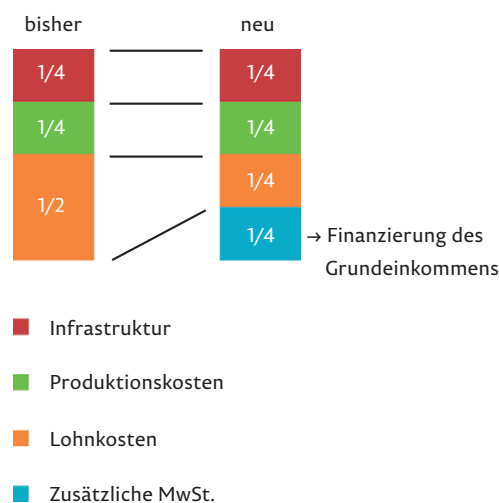 bisher neu
1/4 1/4
1/4 1/4
1/2 1/4
1/4 → Finanzierung des
Grundeinkommens
Infrastruktur
Produktionskosten
Lohnkosten
Zusätzliche MwSt.